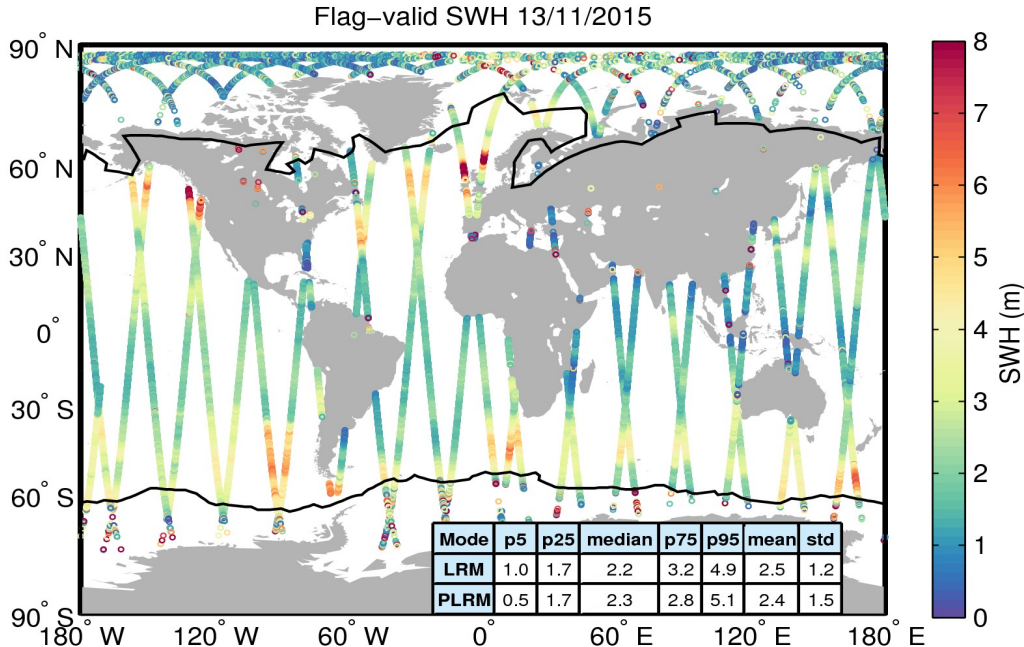 Flag−valid SWH 13/11/2015
90° N
60° N
30° N
0°
30° S
60° S
90° S
180° W
120° W
60° W
0°
60° E
120° E
180° E
8
7
6
5
4
3
2
1
0
SWH (m)
Mode p5 p25 median p75 p95 mean std
LRM 1.0 1.7 2.2 3.2 4.9 2.5 1.2
PLRM 0.5 1.7 2.3 2.8 5.1 2.4 1.5